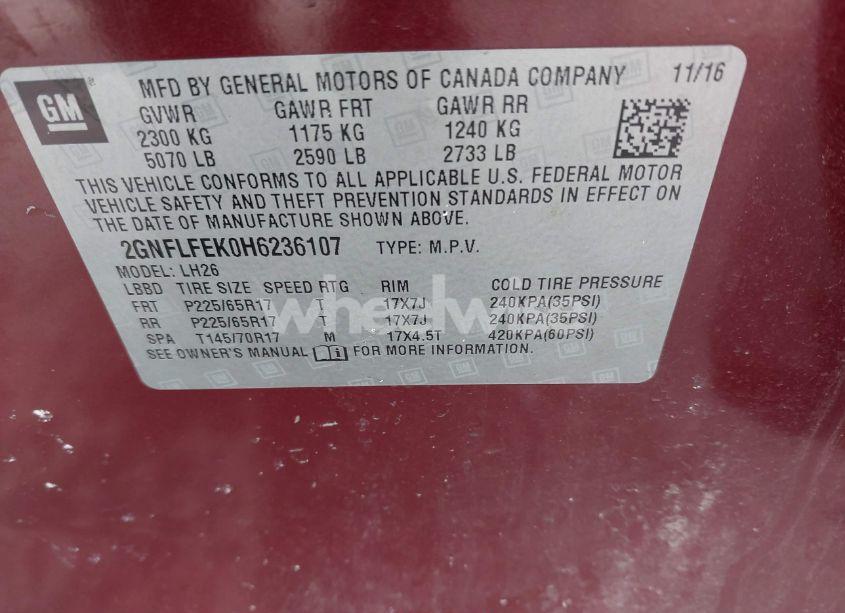 GM
MFD BY GENERAL MOTORS OF CANADA COMPANY 11/16
GVWR GAWR FRT GAWR RR
2300 KG 1175 KG 1240 KG
5070 LB 2590 LB 2733 LB
THIS VEHICLE CONFORMS TO ALL APPLICABLE U.S. FEDERAL MOTOR
VEHICLE SAFETY AND THEFT PREVENTION STANDARDS IN EFFECT ON
THE DATE OF MANUFACTURE SHOWN ABOVE.
2GNFLFEK0H6236107 TYPE: M.P.V.
MODEL: LH26
LBBD TIRE SIZE SPEED RTG RIM COLD TIRE PRESSURE
FRT P225/65R17 T 17X7J 240KPA(35PSI)
RR P225/65R17 T 17X7J 240KPA(35PSI)
SPA T145/70R17 M 17X4.5T 420KPA(60PSI)
SEE OWNER'S MANUAL FOR MORE INFORMATION.